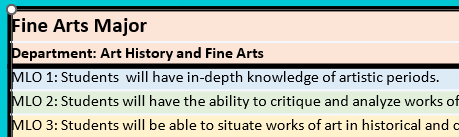 Fine Arts Major
Department: Art History and Fine Arts
MLO 1: Students  will have in-depth knowledge of artistic periods.
MLO 2: Students will have the ability to critique and analyze works of
MLO 3: Students will be able to situate works of art in historical and